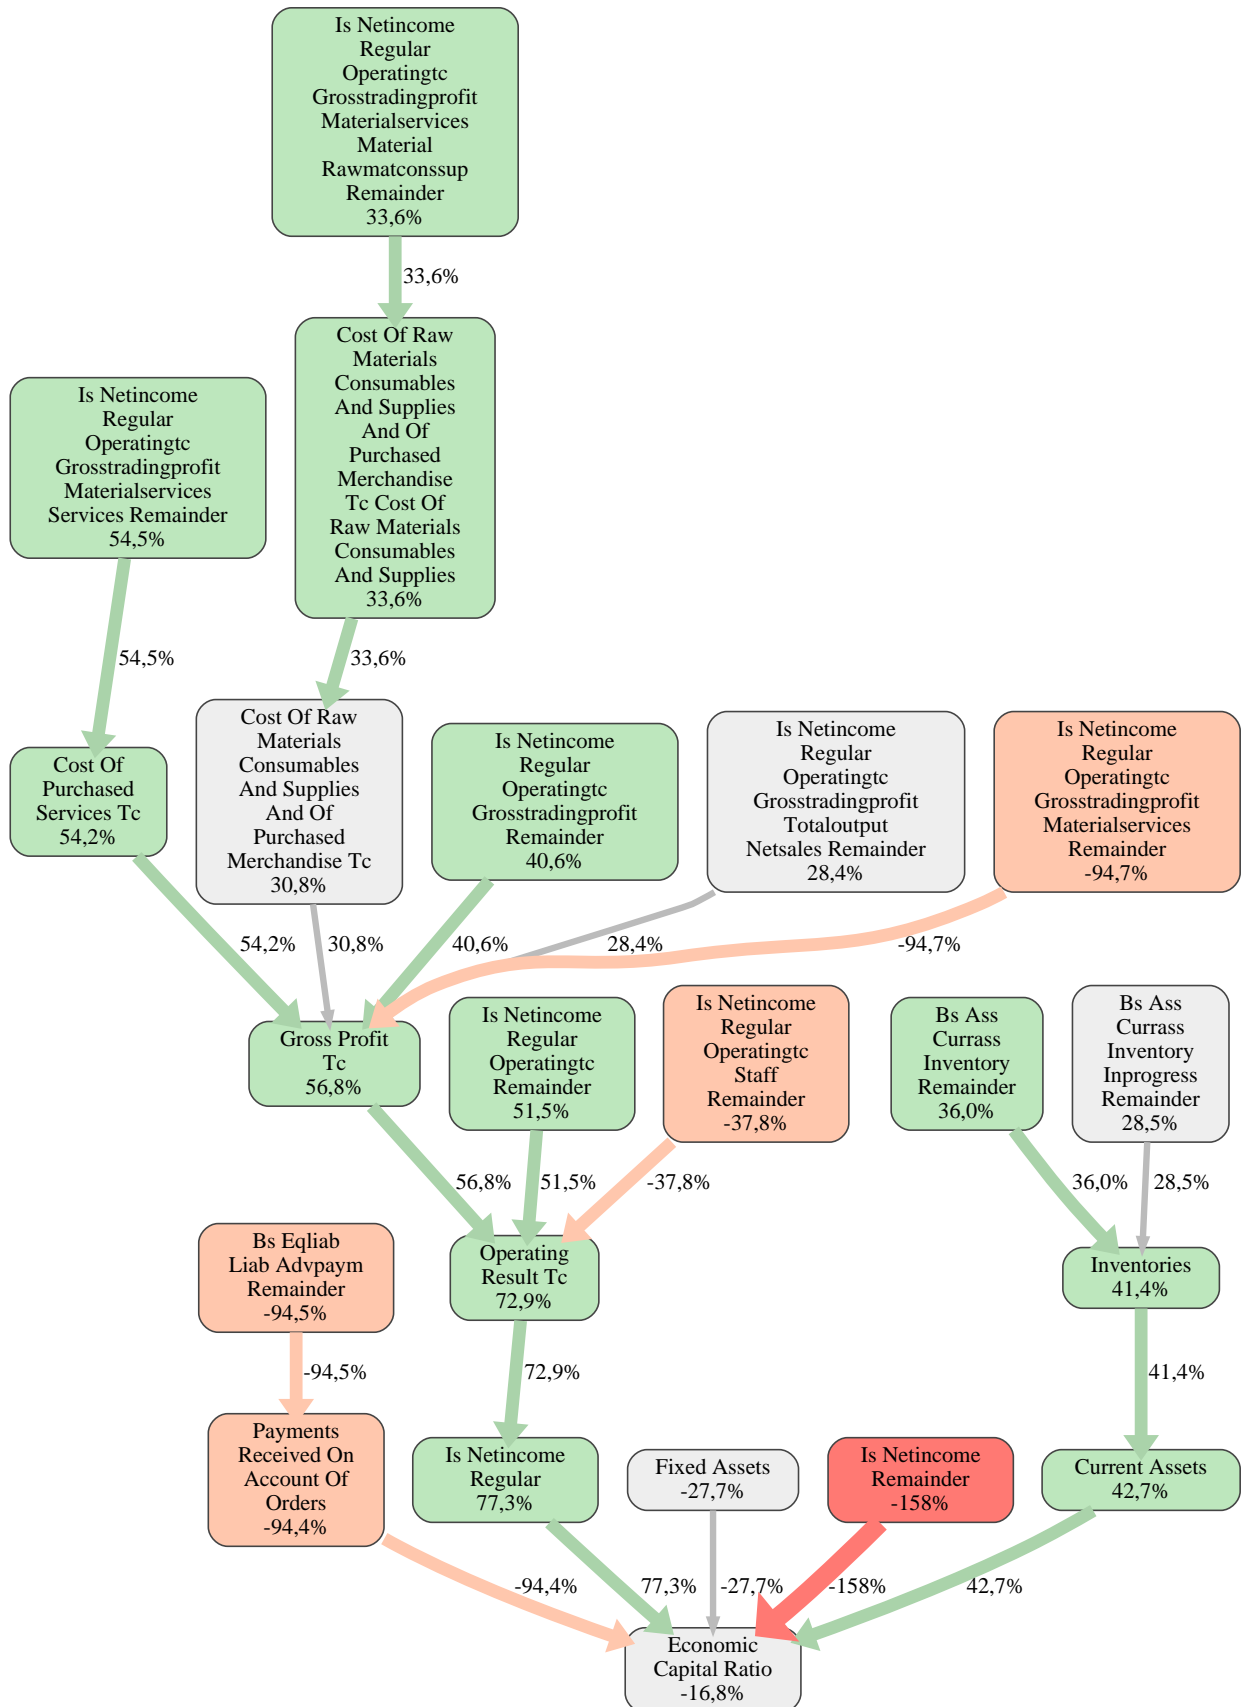 Is Netincome
Regular
Operatingtc
Grosstradingprofit
Materialservices
Material
Rawmatconssup
Remainder
33,6%
33,6%
Cost Of Raw
Materials
Consumables
And Supplies
And Of
Purchased
Merchandise
Tc Cost Of
Raw Materials
Consumables
And Supplies
33,6%
Is Netincome
Regular
Operatingtc
Grosstradingprofit
Materialservices
Services Remainder
54,5%
54,5%
33,6%
Cost Of
Purchased
Services Tc
54,2%
Cost Of Raw
Materials
Consumables
And Supplies
And Of
Purchased
Merchandise Tc
30,8%
Is Netincome
Regular
Operatingtc
Grosstradingprofit
Remainder
40,6%
Is Netincome
Regular
Operatingtc
Grosstradingprofit
Totaloutput
Netsales Remainder
28,4%
Is Netincome
Regular
Operatingtc
Grosstradingprofit
Materialservices
Remainder
-94,7%
54,2%
30,8%
40,6%
28,4%
-94,7%
Gross Profit
Tc
56,8%
Is Netincome
Regular
Operatingtc
Remainder
51,5%
Is Netincome
Regular
Operatingtc
Staff
Remainder
-37,8%
Bs Ass
Currass
Inventory
Remainder
36,0%
Bs Ass
Currass
Inventory
Inprogress
Remainder
28,5%
56,8%
51,5%
-37,8%
36,0%
28,5%
Bs Eqliab
Liab Advpaym
Remainder
-94,5%
Operating
Result Tc
72,9%
Inventories
41,4%
-94,5%
72,9%
41,4%
Payments
Received On
Account Of
Orders
-94,4%
Is Netincome
Regular
77,3%
Fixed Assets
-27,7%
Is Netincome
Remainder
-158%
Current Assets
42,7%
-94,4%
77,3%
-27,7%
-158%
42,7%
Economic
Capital Ratio
-16,8%